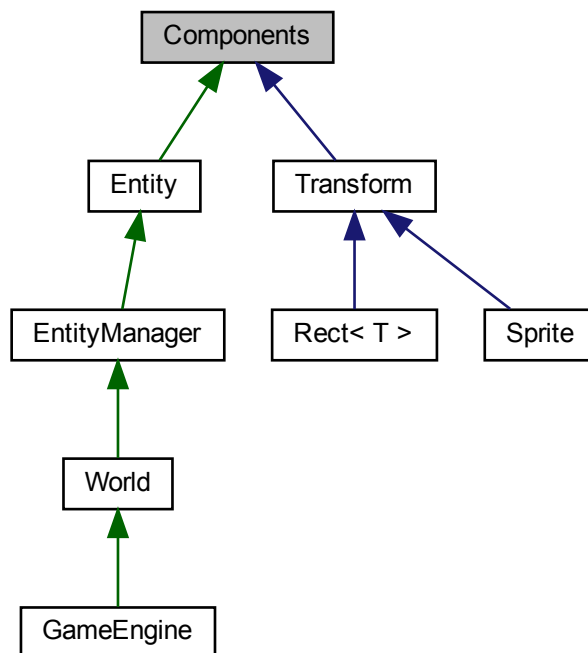 Components
Entity
Transform
EntityManager
Rect< T >
Sprite
World
GameEngine